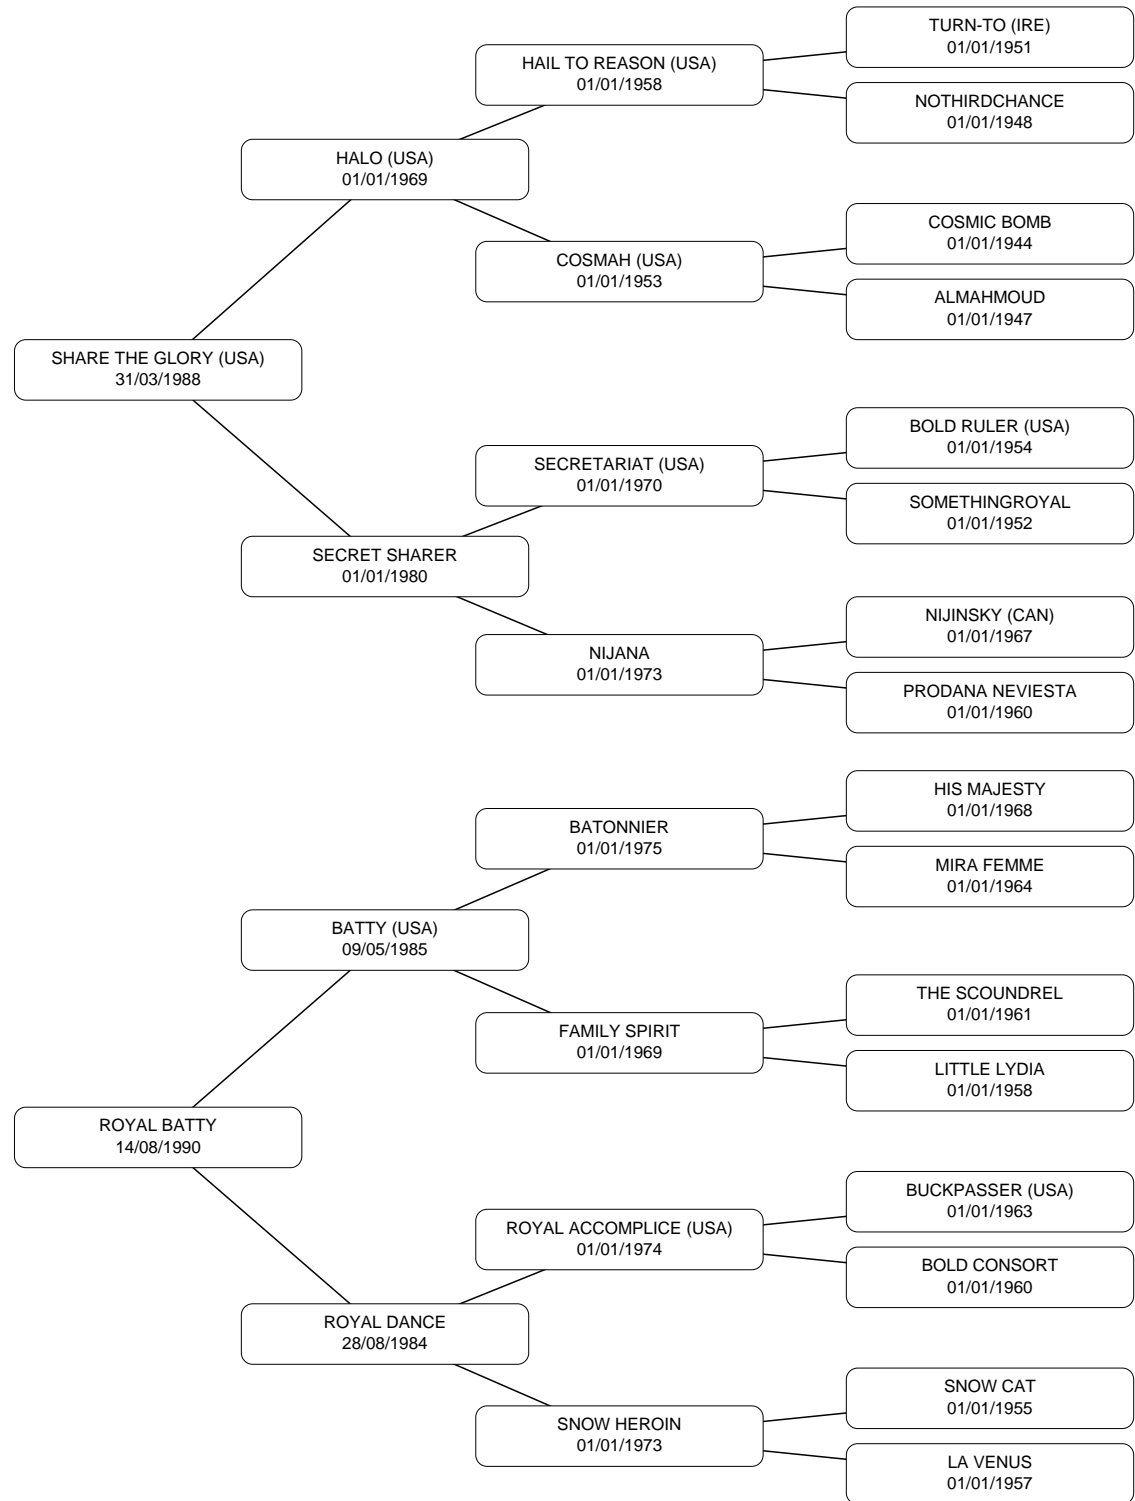 TURN-TO (IRE)
01/01/1951
HAIL TO REASON (USA)
01/01/1958
NOTHIRDCHANCE
01/01/1948
HALO (USA)
01/01/1969
COSMIC BOMB
01/01/1944
COSMAH (USA)
01/01/1953
ALMAHMOUD
01/01/1947
SHARE THE GLORY (USA)
31/03/1988
BOLD RULER (USA)
01/01/1954
SECRETARIAT (USA)
01/01/1970
SOMETHINGROYAL
01/01/1952
SECRET SHARER
01/01/1980
NIJINSKY (CAN)
01/01/1967
NIJANA
01/01/1973
PRODANA NEVIESTA
01/01/1960
HIS MAJESTY
01/01/1968
BATONNIER
01/01/1975
MIRA FEMME
01/01/1964
BATTY (USA)
09/05/1985
THE SCOUNDREL
01/01/1961
FAMILY SPIRIT
01/01/1969
LITTLE LYDIA
01/01/1958
ROYAL BATTY
14/08/1990
BUCKPASSER (USA)
01/01/1963
ROYAL ACCOMPLICE (USA)
01/01/1974
BOLD CONSORT
01/01/1960
ROYAL DANCE
28/08/1984
SNOW CAT
01/01/1955
SNOW HEROIN
01/01/1973
LA VENUS
01/01/1957